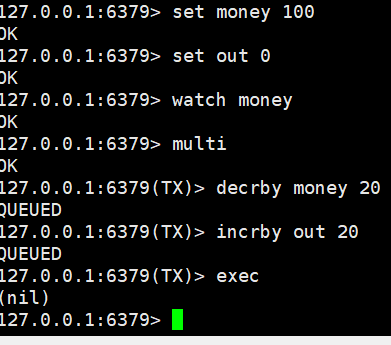 127.0.0.1:6379> set money 100
OK
127.0.0.1:6379> set out 0
OK
127.0.0.1:6379> watch money
OK
127.0.0.1:6379> multi
OK
127.0.0.1:6379(TX)> decrby money 20
QUEUED
127.0.0.1:6379(TX)> incrby out 20
QUEUED
127.0.0.1:6379(TX)> exec
(nil)
127.0.0.1:6379>